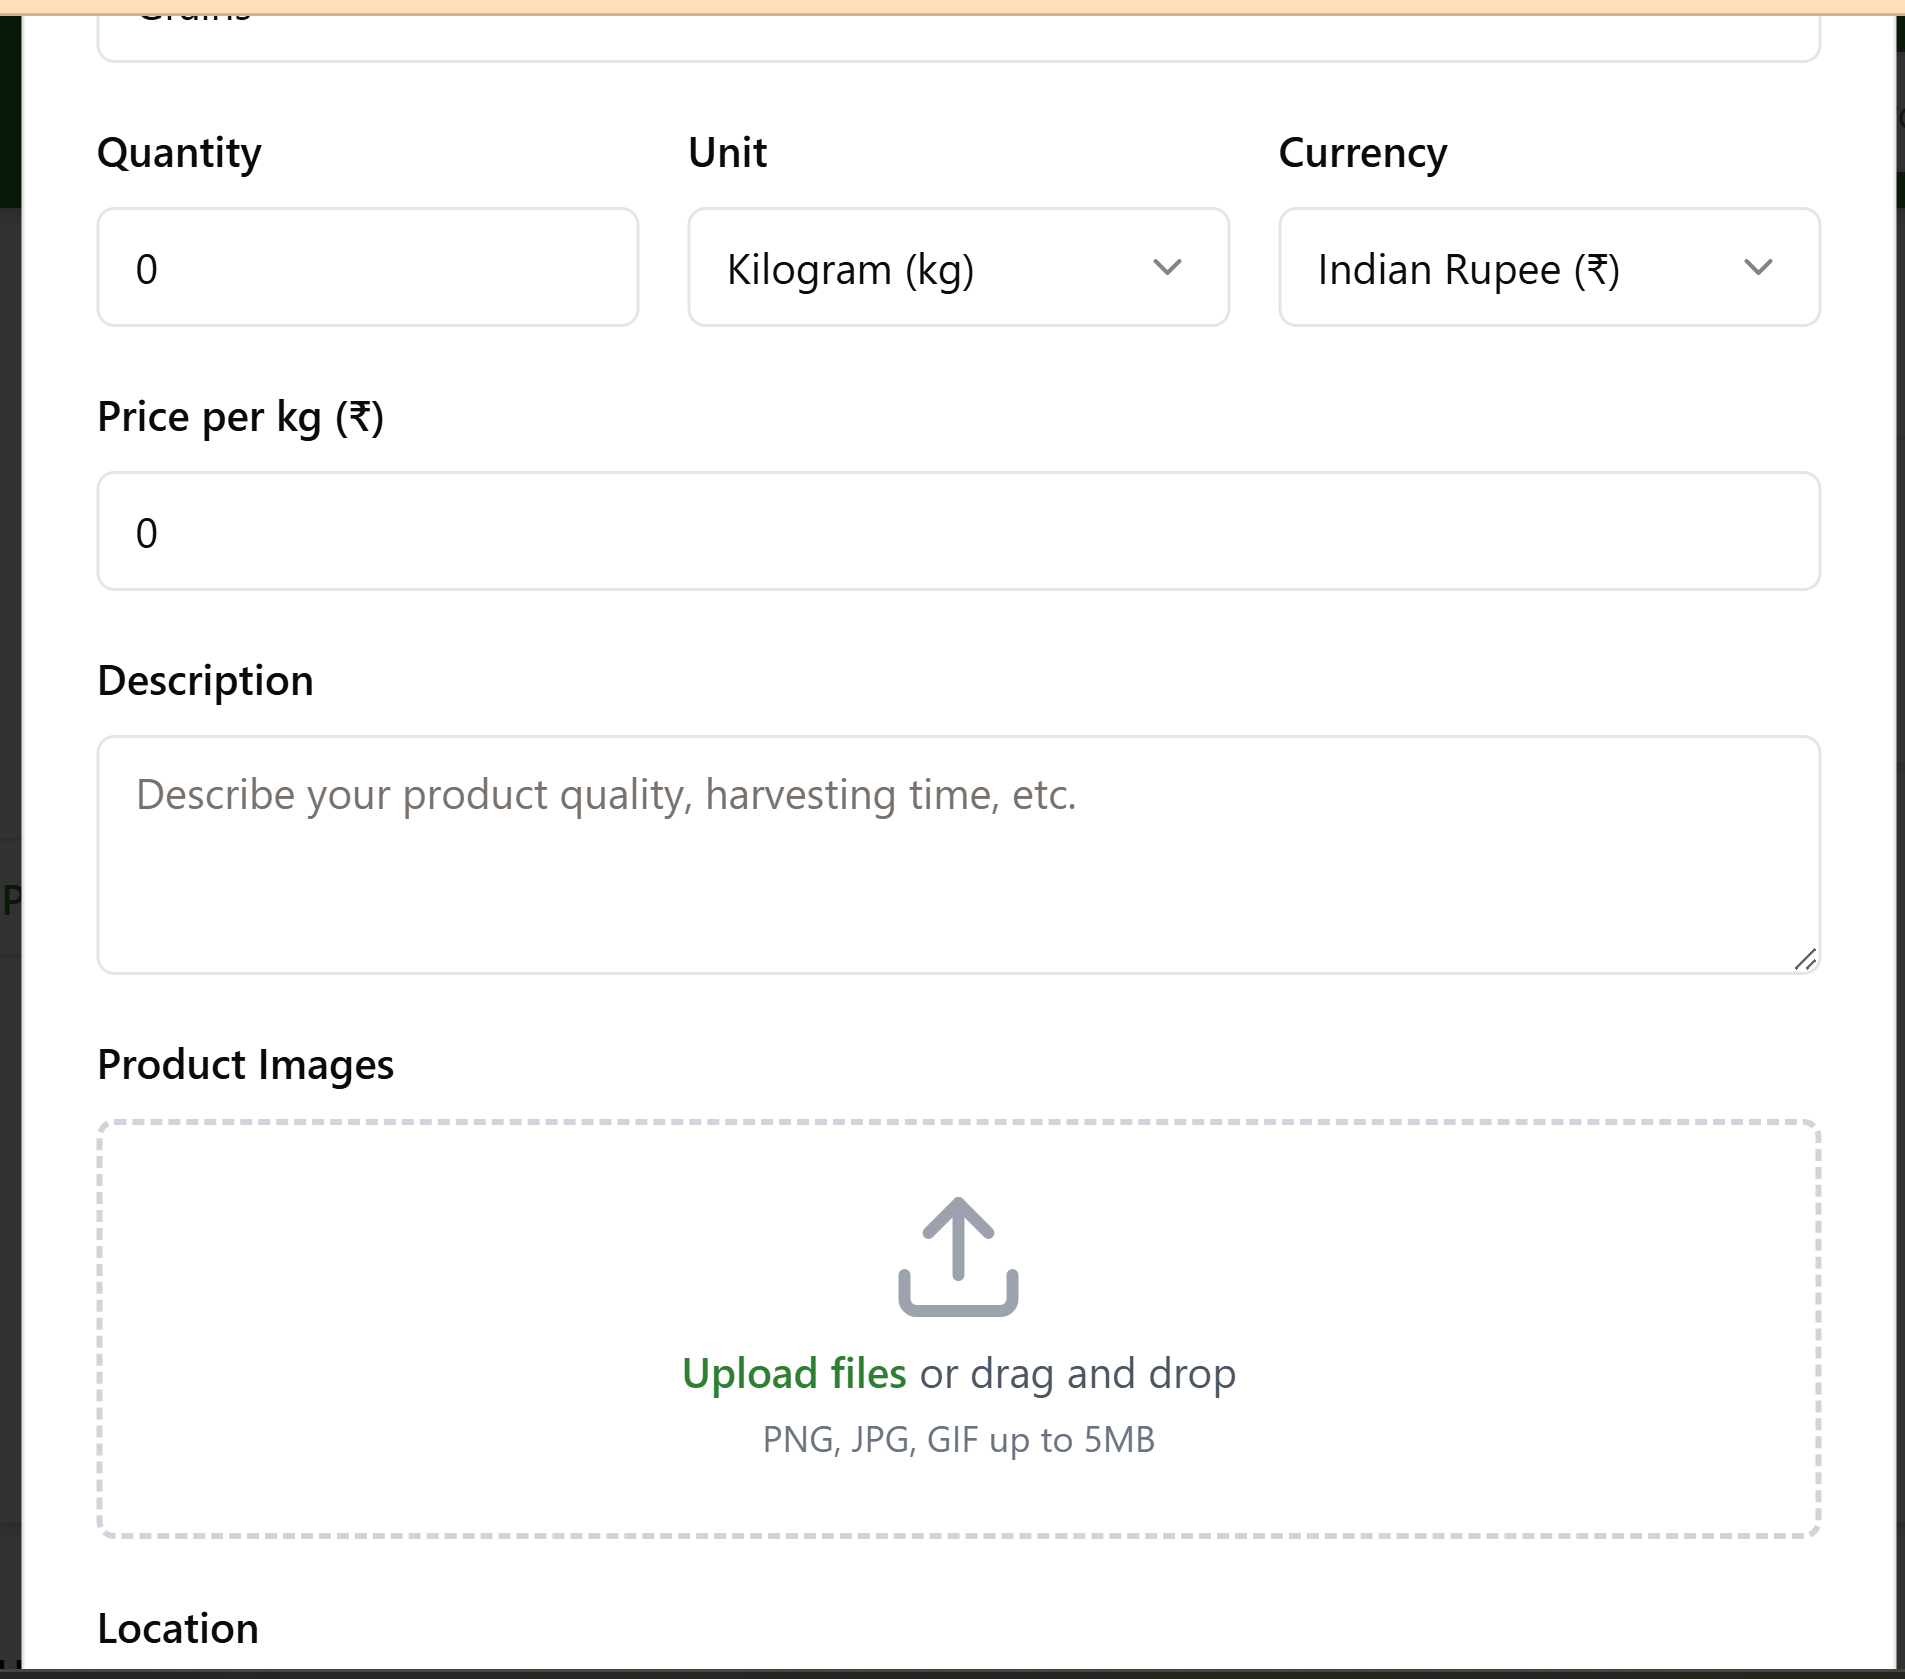 Grains
Quantity
Unit
Currency
0
Kilogram (kg)
Indian Rupee (₹)
Price per kg (₹)
0
Description
Describe your product quality, harvesting time, etc.
Product Images
Upload files or drag and drop
PNG, JPG, GIF up to 5MB
Location